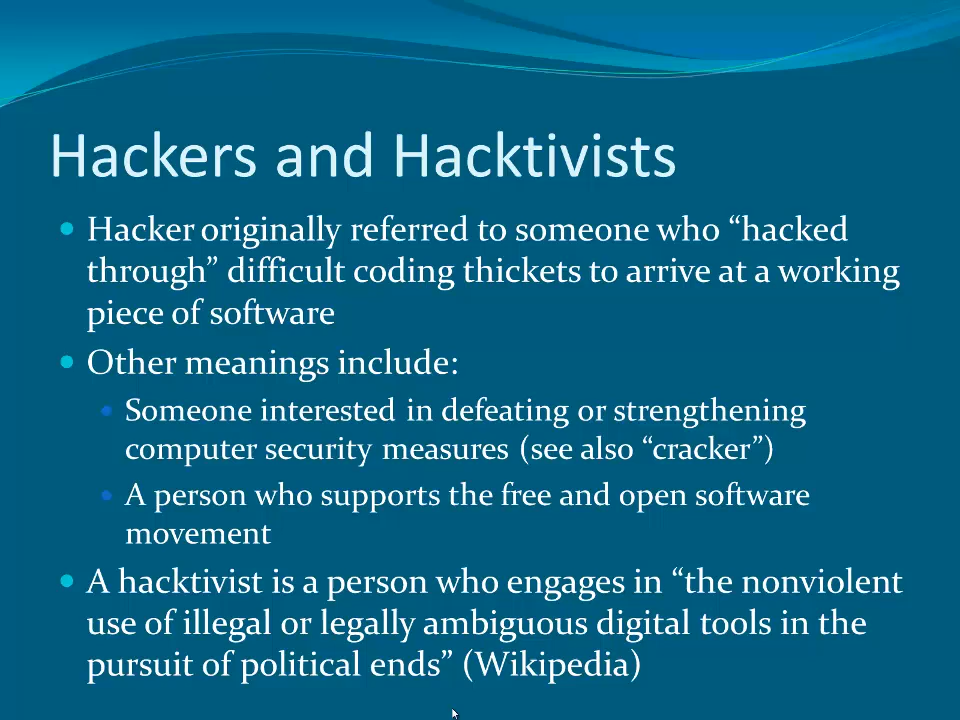 Hackers and Hacktivists
• Hacker originally referred to someone who “hacked
through” difficult coding thickets to arrive at a working
piece of software
• Other meanings include:
• Someone interested in defeating or strengthening
computer security measures (see also “cracker”)
• A person who supports the free and open software
movement
• A hacktivist is a person who engages in “the nonviolent
use of illegal or legally ambiguous digital tools in the
pursuit of political ends” (Wikipedia)